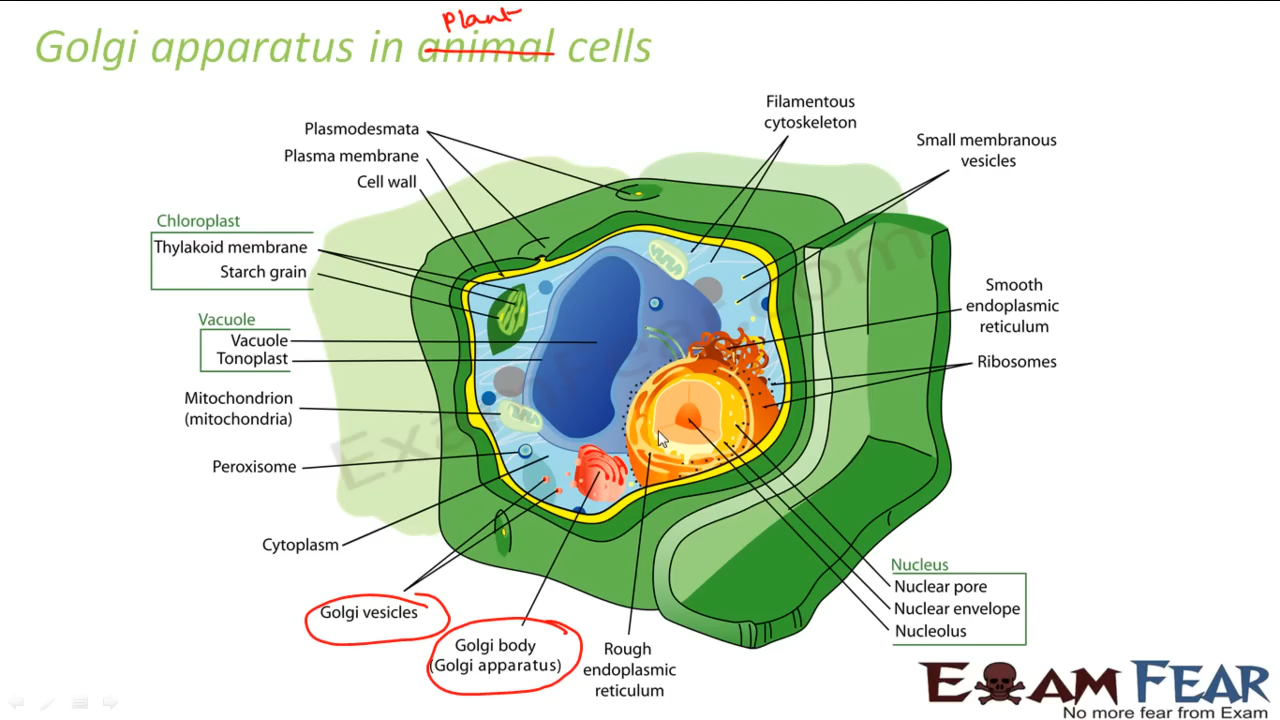 Plant
Golgi apparatus in animal cells
Filamentous
cytoskeleton
Plasmodesmata
Plasma membrane
Cell wall
Small membranous
vesicles
Chloroplast
Thylakoid membrane
Starch grain
Smooth
endoplasmic
reticulum
Vacuole
Vacuole
Tonoplast
Ribosomes
Mitochondrion
(mitochondria)
Peroxisome
Cytoplasm
Golgi vesicles
Golgi body
(Golgi apparatus)
Rough
endoplasmic
reticulum
Nucleus
Nuclear pore
Nuclear envelope
Nucleolus
ExamFear.com
EXAM FEAR
No more fear from Exam